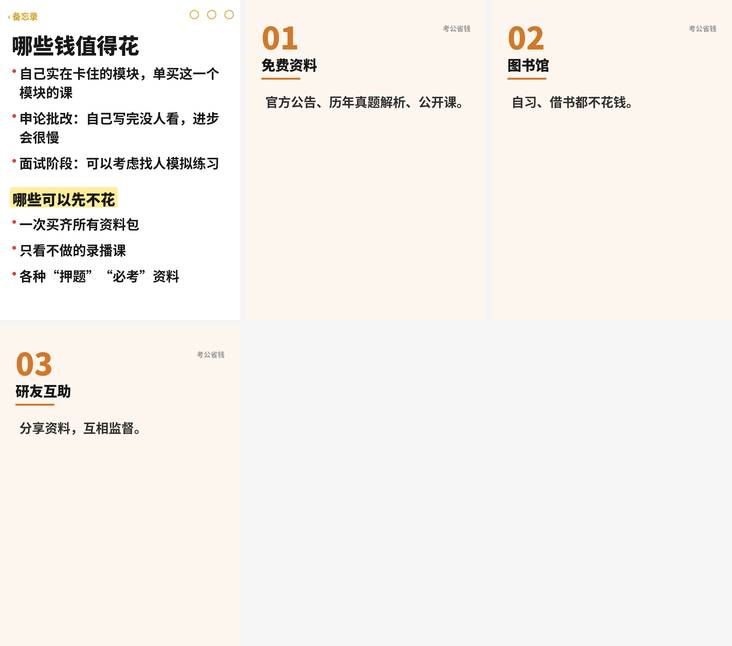 ‹备忘录
哪些钱值得花
自己实在卡住的模块，单买这一个
模块的课
申论批改：自己写完没人看，进步
会很慢
面试阶段：可以考虑找人模拟练习
哪些可以先不花
一次买齐所有资料包
只看不做的录播课
各种“押题”“必考”资料
01
考公省钱
免费资料
官方公告、历年真题解析、公开课。
02
考公省钱
图书馆
自习、借书都不花钱。
03
考公省钱
研友互助
分享资料，互相监督。